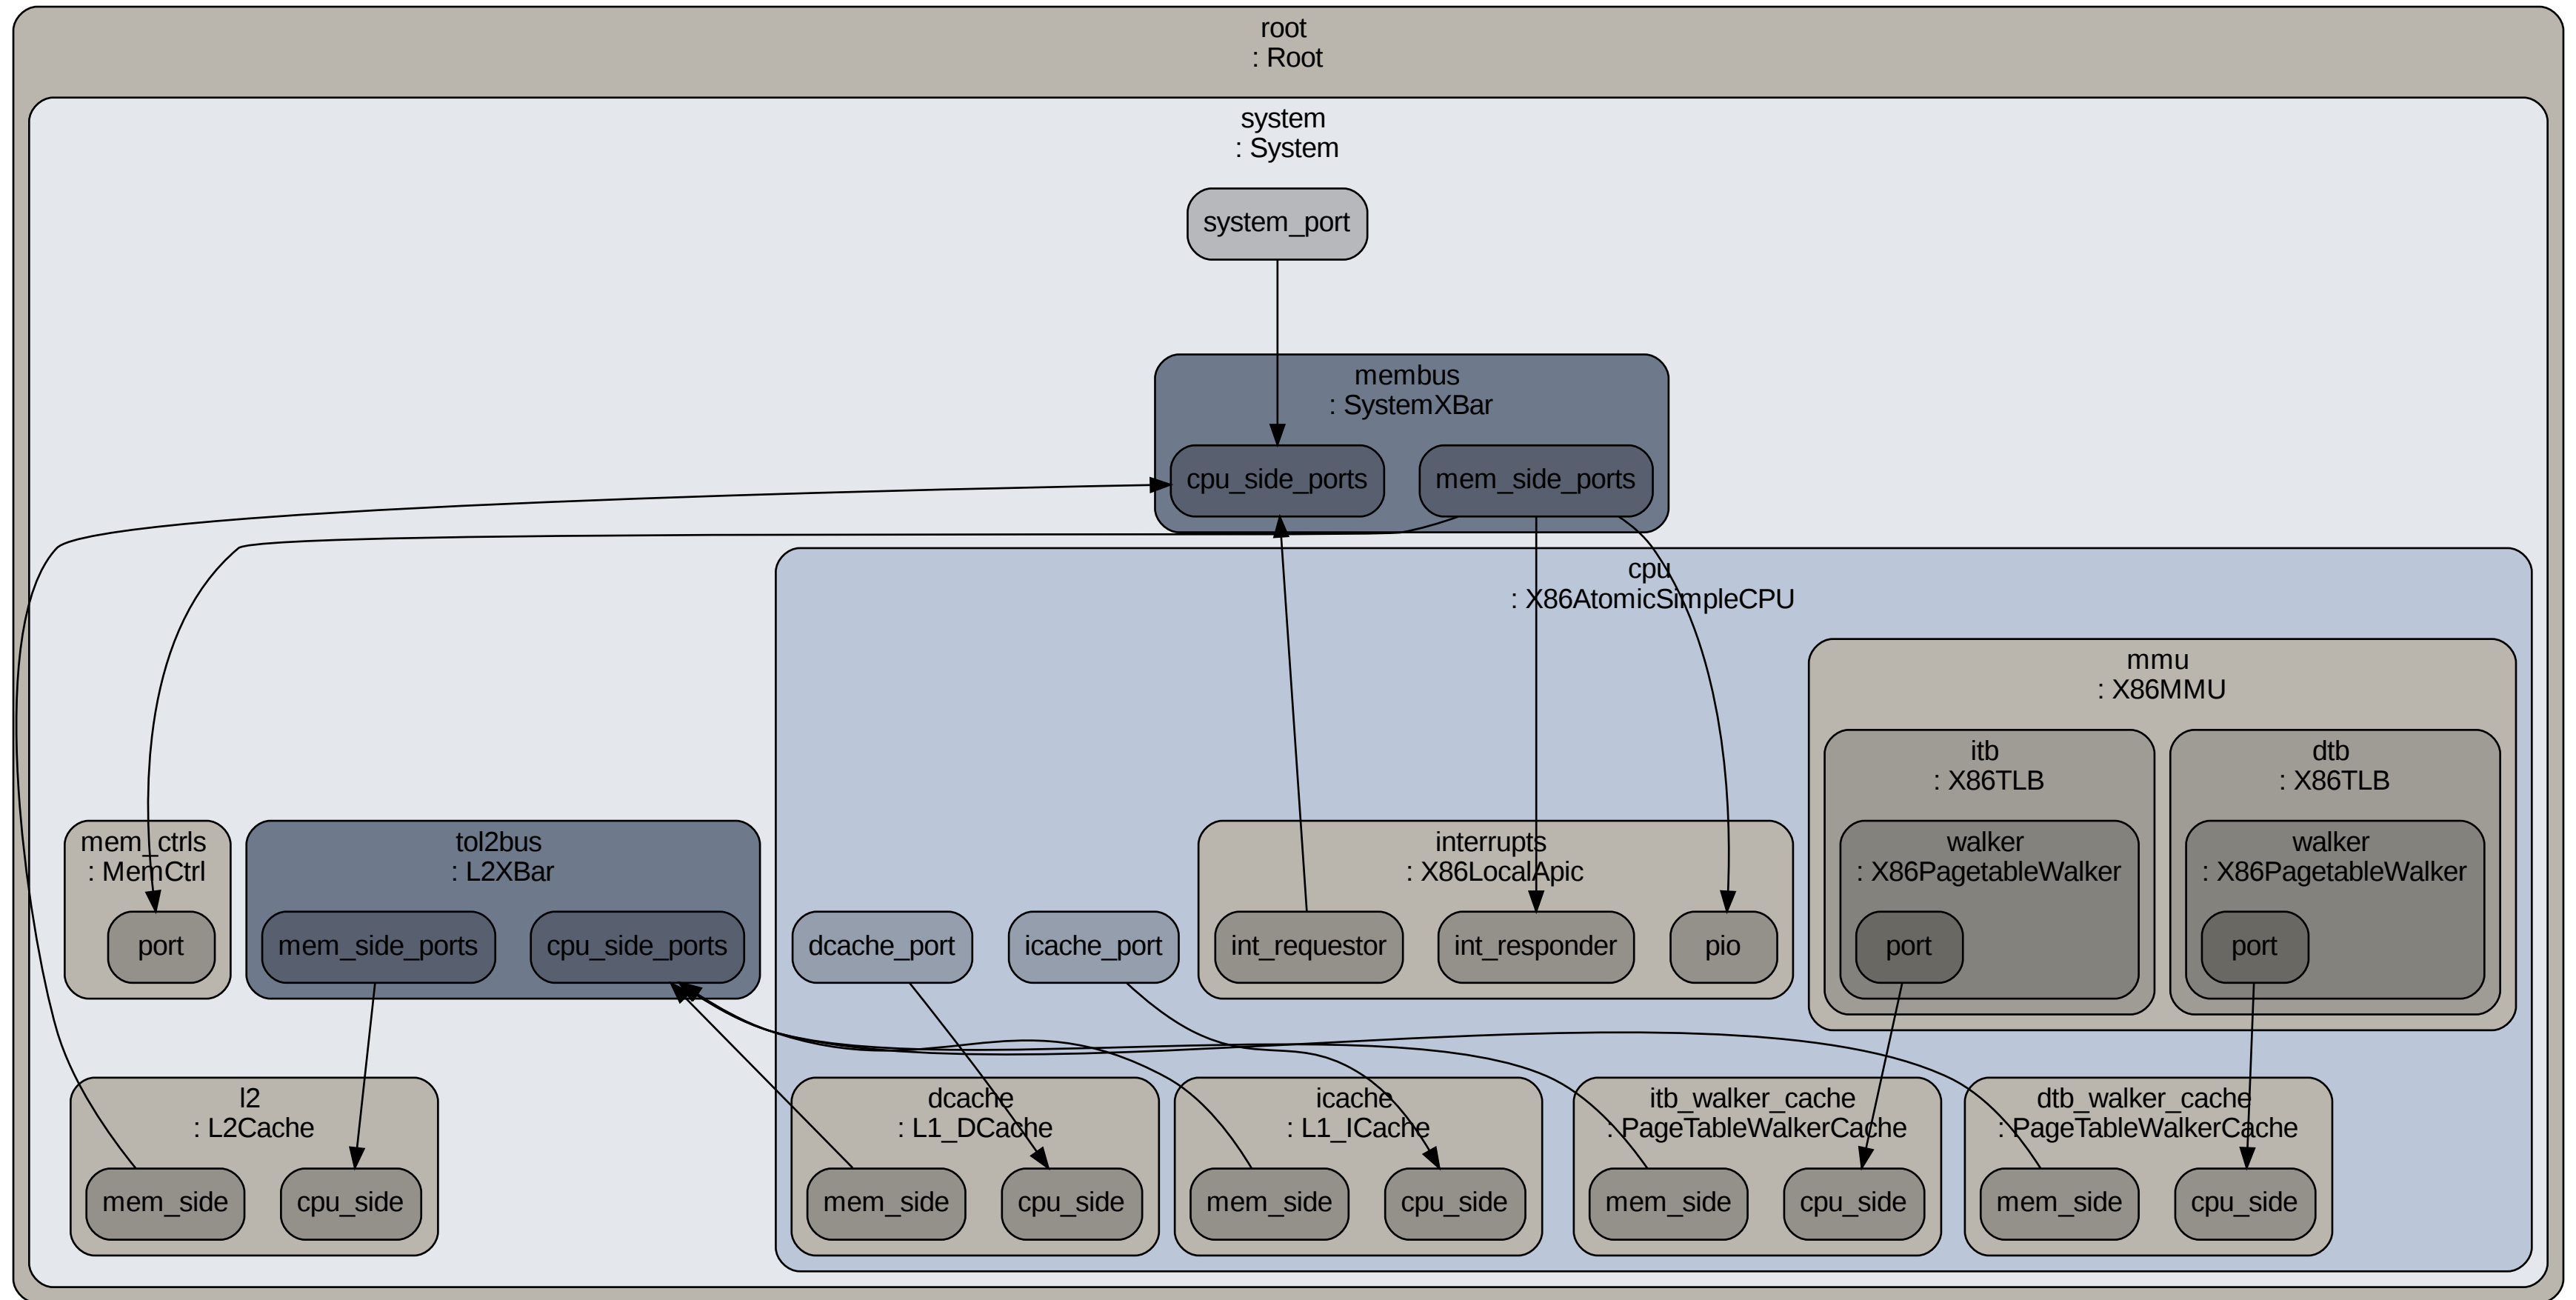 root
: Root
system
: System
system_port
membus
: SystemXBar
cpu_side_ports
mem_side_ports
cpu
: X86AtomicSimpleCPU
mmu
: X86MMU
itb
: X86TLB
dtb
: X86TLB
mem_ctrls
: MemCtrl
tol2bus
: L2XBar
interrupts
: X86LocalApic
walker
: X86PagetableWalker
walker
: X86PagetableWalker
port
mem_side_ports
cpu_side_ports
dcache_port
icache_port
int_requestor
int_responder
pio
port
port
l2
: L2Cache
dcache
: L1_DCache
icache
: L1_ICache
itb_walker_cache
: PageTableWalkerCache
dtb_walker_cache
: PageTableWalkerCache
mem_side
cpu_side
mem_side
cpu_side
mem_side
cpu_side
mem_side
cpu_side
mem_side
cpu_side